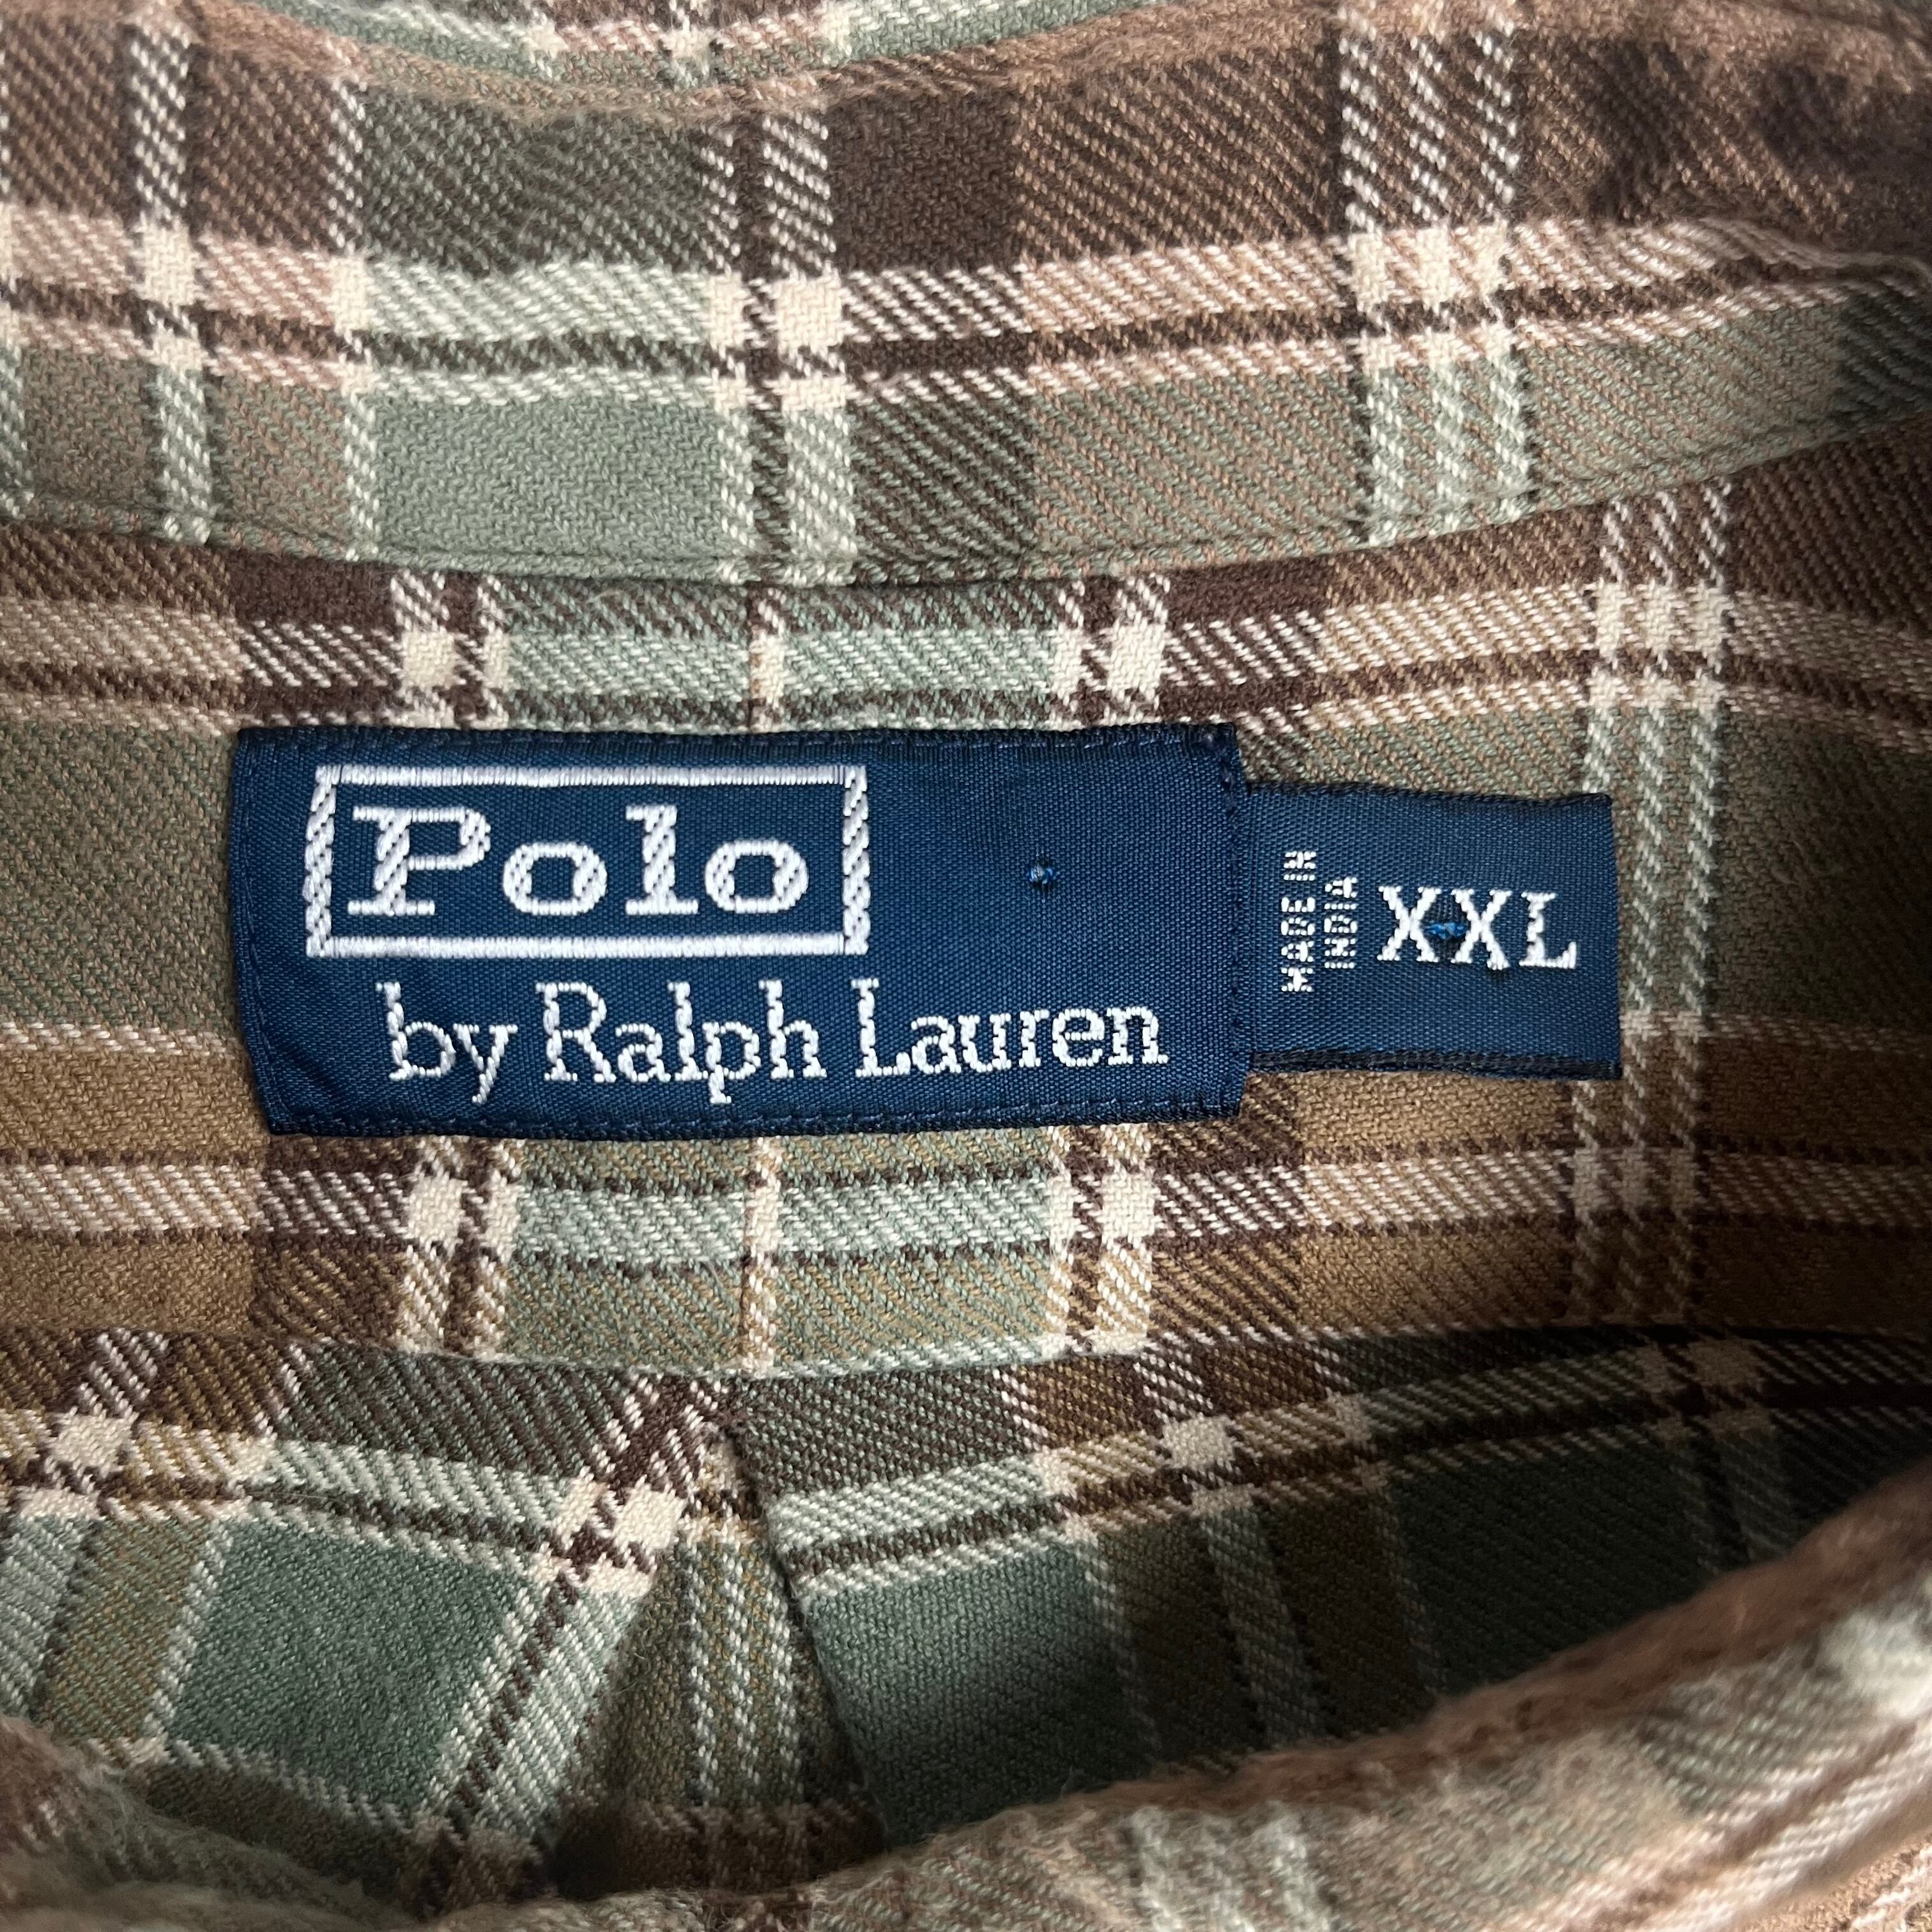 Polo
by Ralph Lauren
MADE IN
INDIA
XXL